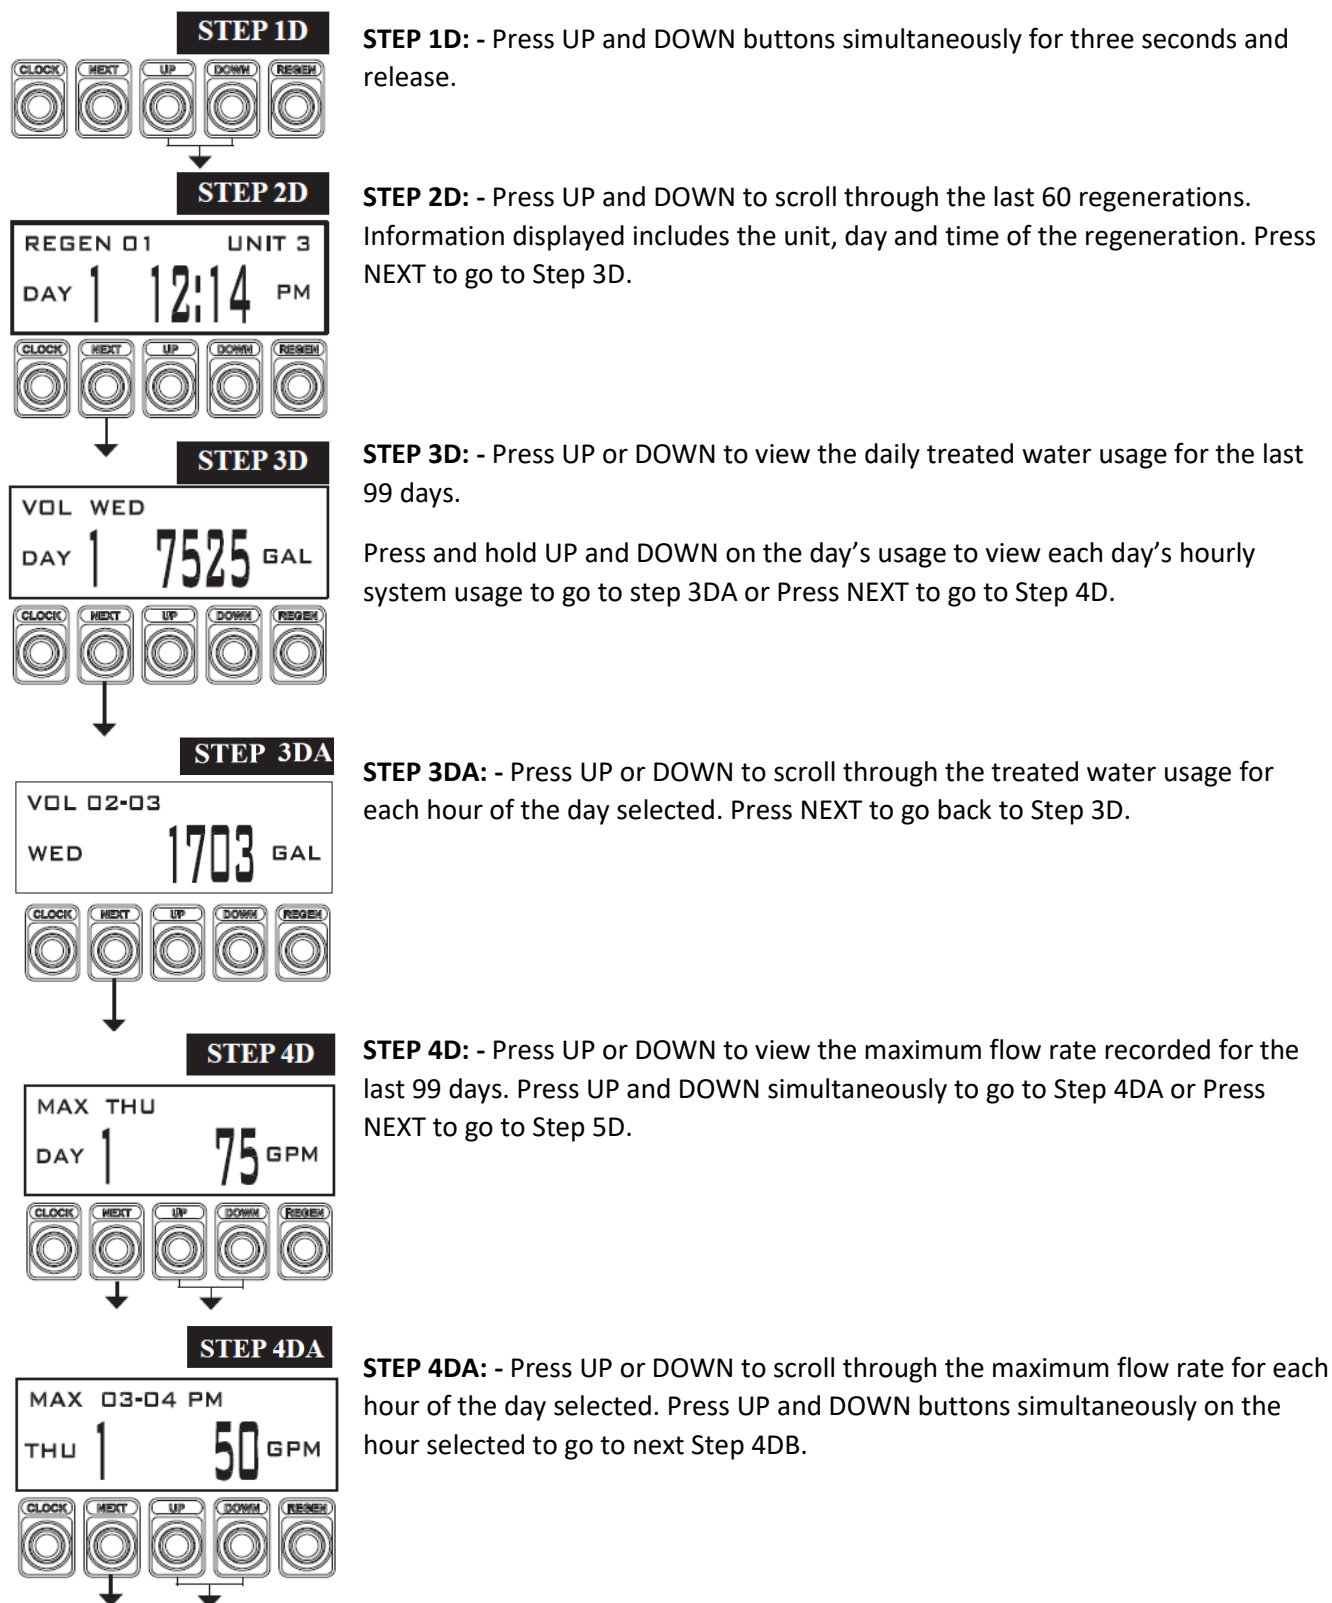 STEP 1D
STEP 1D: - Press UP and DOWN buttons simultaneously for three seconds and
release.
CLOCK NEXT UP DOWN REGEN
STEP 2D
STEP 2D: - Press UP and DOWN to scroll through the last 60 regenerations.
Information displayed includes the unit, day and time of the regeneration. Press
NEXT to go to Step 3D.
REGEN 01 UNIT 3
DAY 1 12:14 PM
CLOCK NEXT UP DOWN REGEN
STEP 3D
STEP 3D: - Press UP or DOWN to view the daily treated water usage for the last
99 days.
Press and hold UP and DOWN on the day’s usage to view each day’s hourly
system usage to go to step 3DA or Press NEXT to go to Step 4D.
VOL WED
DAY 1 7525 GAL
CLOCK NEXT UP DOWN REGEN
STEP 3DA
STEP 3DA: - Press UP or DOWN to scroll through the treated water usage for
each hour of the day selected. Press NEXT to go back to Step 3D.
VOL 02-03
WED 1703 GAL
CLOCK NEXT UP DOWN REGEN
STEP 4D
STEP 4D: - Press UP or DOWN to view the maximum flow rate recorded for the
last 99 days. Press UP and DOWN simultaneously to go to Step 4DA or Press
NEXT to go to Step 5D.
MAX THU
DAY 1 75 GPM
CLOCK NEXT UP DOWN REGEN
STEP 4DA
STEP 4DA: - Press UP or DOWN to scroll through the maximum flow rate for each
hour of the day selected. Press UP and DOWN buttons simultaneously on the
hour selected to go to next Step 4DB.
MAX 03-04 PM
THU 1 50 GPM
CLOCK NEXT UP DOWN REGEN